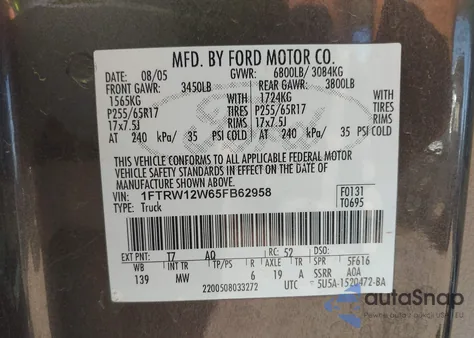 MFD. BY FORD MOTOR CO.
DATE: 08/05 GVWR: 6800LB/ 3084KG
FRONT GAWR: 3450LB REAR GAWR: 3800LB
1565KG WITH 1724KG WITH
P255/65R17 TIRES P255/65R17 TIRES
17x7.5J RIMS 17x7.5J RIMS
AT 240 kPa/ 35 PSI COLD AT 240 kPa/ 35 PSI COLD
THIS VEHICLE CONFORMS TO ALL APPLICABLE FEDERAL MOTOR
VEHICLE SAFETY STANDARDS IN EFFECT ON THE DATE OF
MANUFACTURE SHOWN ABOVE.
VIN: 1FTRW12W65FB62958 F0131
TYPE: Truck T0695
EXT PNT: T7 AQ RC: 52 DSO:
WB INT TR TP/PS R AXLE TR SPR 5F616
139 MW 6 19 A SSRR A0A
2200508033272 UTC 5U5A-1520472-BA
Ford
autoSnap